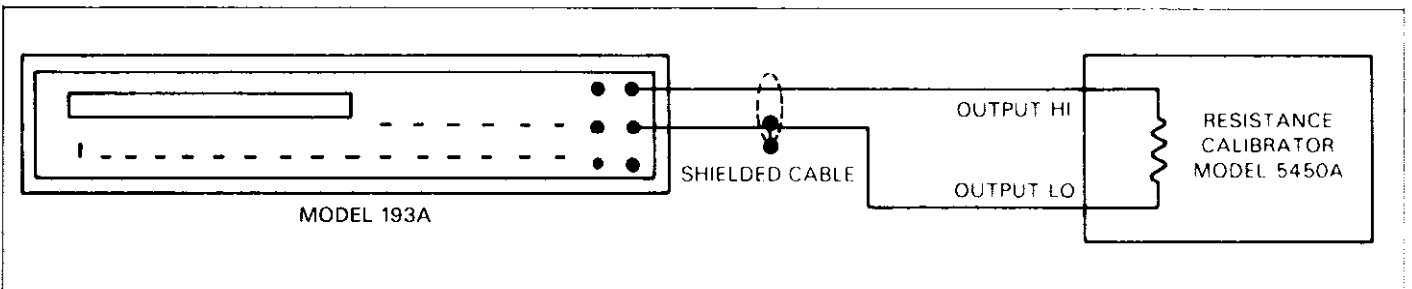 OUTPUT HI
SHIELDED CABLE
OUTPUT LO
RESISTANCE
CALIBRATOR
MODEL 5450A
MODEL 193A